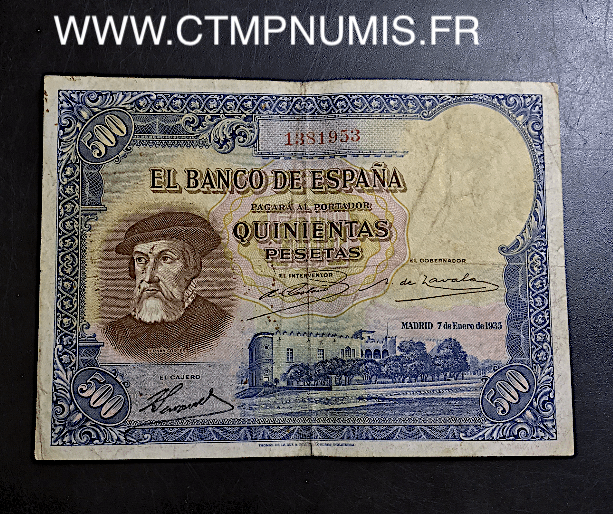 WWW.CTMPNUMIS.FR
500
1381953
EL BANCO DE ESPAÑA
PAGARÁ AL PORTADOR
QUINIENTAS
PESETAS
EL INTERVENTOR
EL GOBERNADOR
de Zavala
MADRID 7 de Enero de 1935
EL CAJERO
500
500